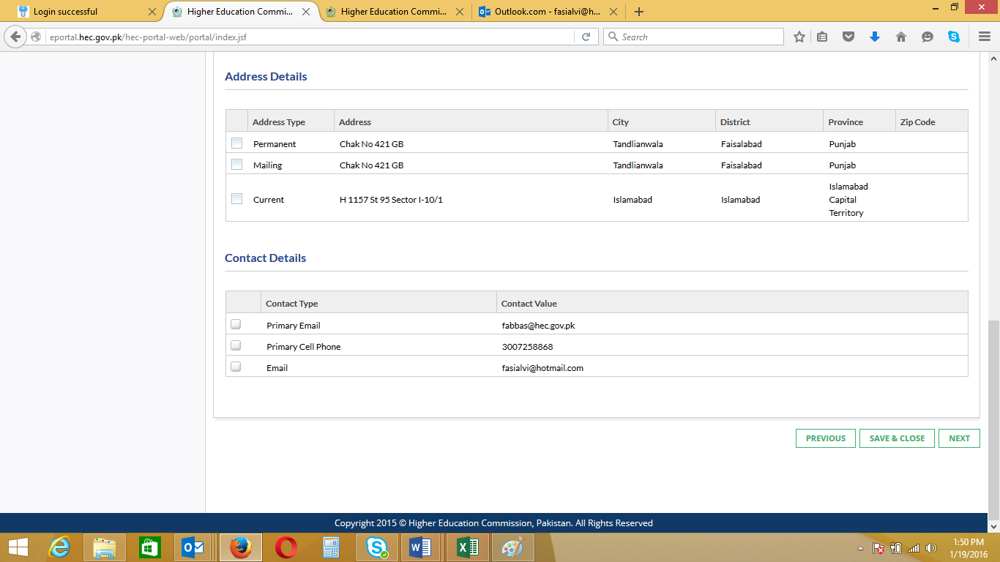 Login successful
Higher Education Commi...
Higher Education Commi...
Outlook.com - fasialvi@h...
eportal.hec.gov.pk/hec-portal-web/portal/index.jsf
Search
Address Details
Address Type Address City District Province Zip Code
Permanent Chak No 421 GB Tandlianwala Faisalabad Punjab
Mailing Chak No 421 GB Tandlianwala Faisalabad Punjab
Current H 1157 St 95 Sector I-10/1 Islamabad Islamabad Islamabad
Capital
Territory
Contact Details
Contact Type Contact Value
Primary Email fabbas@hec.gov.pk
Primary Cell Phone 3007258868
Email fasialvi@hotmail.com
PREVIOUS SAVE & CLOSE NEXT
Copyright 2015 © Higher Education Commission, Pakistan. All Rights Reserved
1:50 PM
1/19/2016